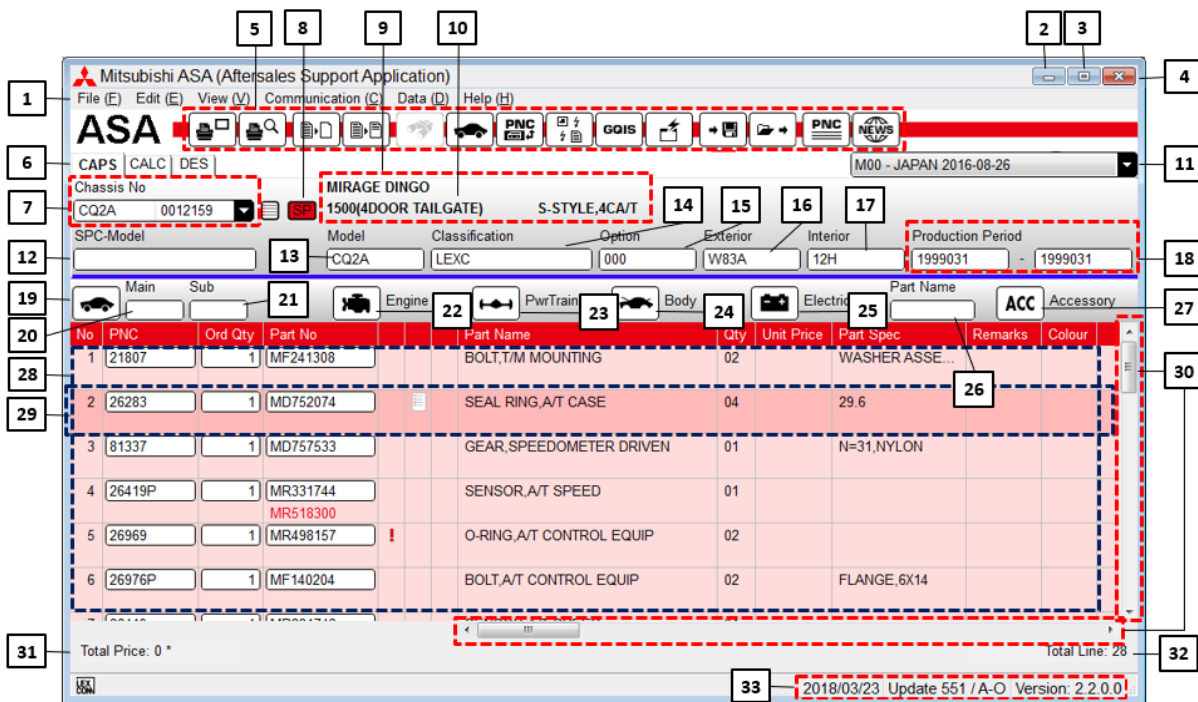 5 8 9 10 2 3
Mitsubishi ASA (Aftersales Support Application) 4
1 File (F) Edit (E) View (V) Communication (C) Data (D) Help (H)
ASA PNC GQIS PNC NEWS
6 CAPS CALC DES M00 - JAPAN 2016-08-26 11
Chassis No MIRAGE DINGO
7 CQ2A 0012159 SP 1500(4DOOR TAILGATE) S-STYLE,4CA/T 14 15 16 17
SPC-Model Model Classification Option Exterior Interior Production Period
12 13 CQ2A LEXC 000 W83A 12H 1999031 - 1999031 18
19 Main Sub 21 Engine 22 PwrTrain 23 Body 24 Electric 25 Part Name ACC Accessory 27
20 No PNC Ord Qty Part No Part Name Qty Unit Price Part Spec Remarks Colour
28 1 21807 1 MF241308 BOLT,T/M MOUNTING 02 WASHER ASSE... 30
29 2 26283 1 MD752074 SEAL RING,A/T CASE 04 29.6 26
3 81337 1 MD757533 GEAR,SPEEDOMETER DRIVEN 01 N=31,NYLON
4 26419P 1 MR331744 SENSOR,A/T SPEED 01
MR518300
5 26969 1 MR498157 ! O-RING,A/T CONTROL EQUIP 02
6 26976P 1 MF140204 BOLT,A/T CONTROL EQUIP 02 FLANGE,6X14
31 Total Price: 0 * Total Line: 28 32
LEX COM 33 2018/03/23 Update 551 / A-O Version: 2.2.0.0